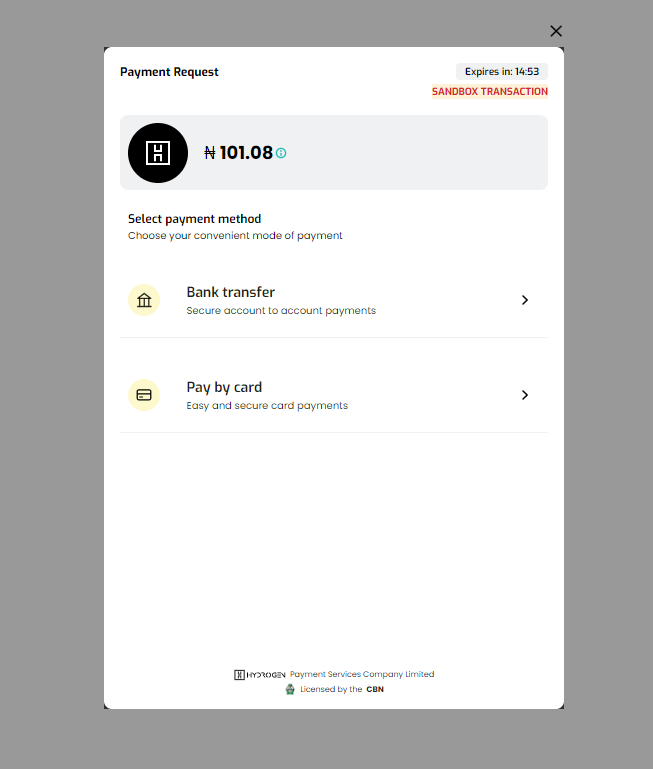 Payment Request
Expires in: 14:53
SANDBOX TRANSACTION
₦ 101.08
Select payment method
Choose your convenient mode of payment
Bank transfer
Secure account to account payments
Pay by card
Easy and secure card payments
HYDROGEN Payment Services Company Limited
Licensed by the CBN